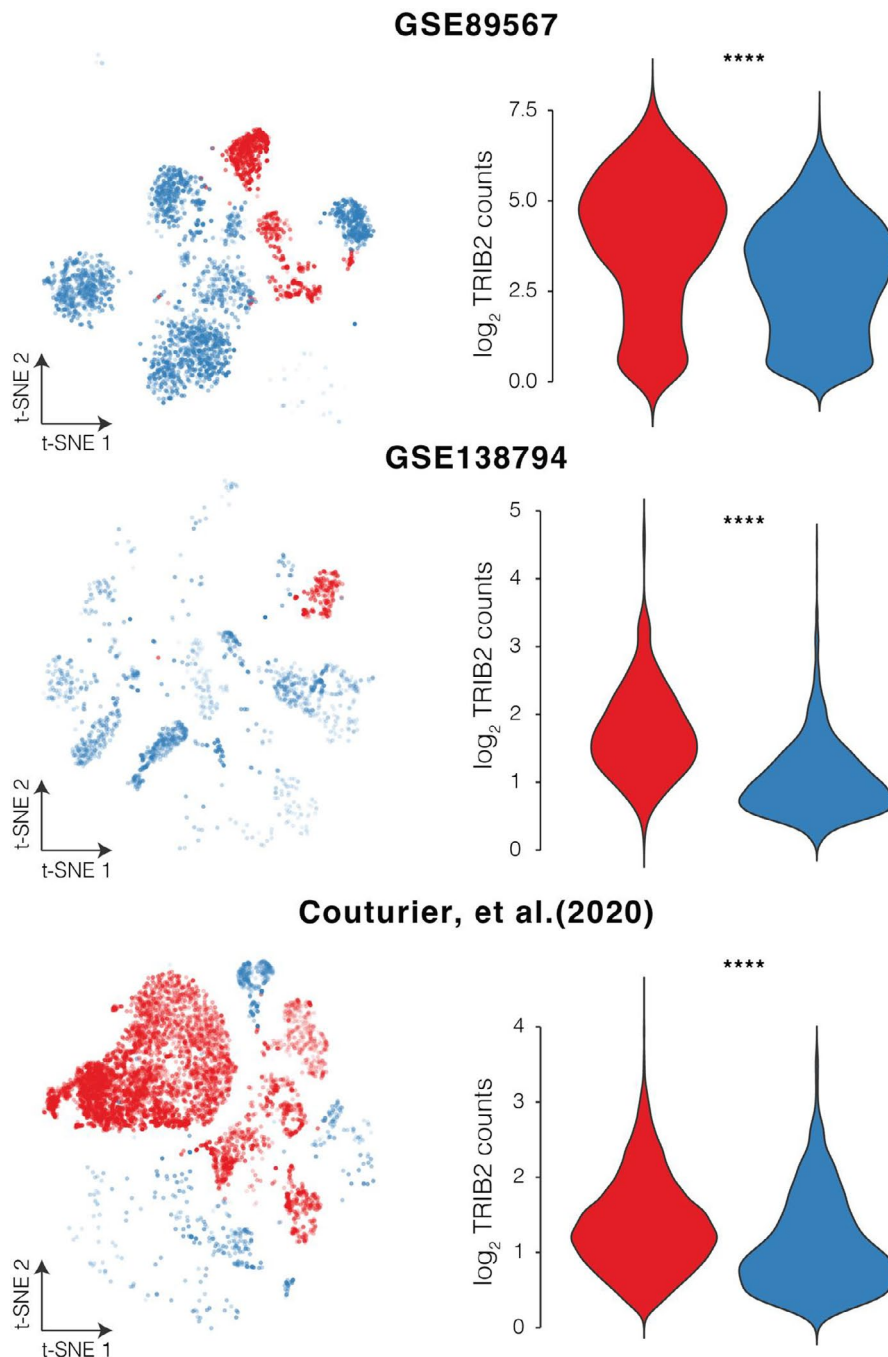 GSE89567
t-SNE 2
t-SNE 1
log₂ TRIB2 counts
7.5
5.0
2.5
0.0
****
GSE138794
t-SNE 2
t-SNE 1
log₂ TRIB2 counts
5
4
3
2
1
0
****
Couturier, et al.(2020)
t-SNE 2
t-SNE 1
log₂ TRIB2 counts
4
3
2
1
0
****